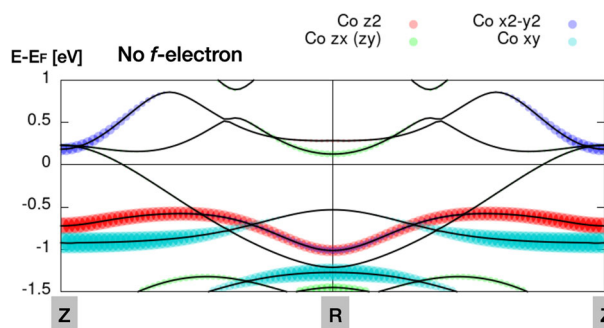 Co z2
Co x2-y2
Co zx (zy)
Co xy
E-EF [eV]
No f-electron
1
0.5
0
-0.5
-1
-1.5
Z
R
Z